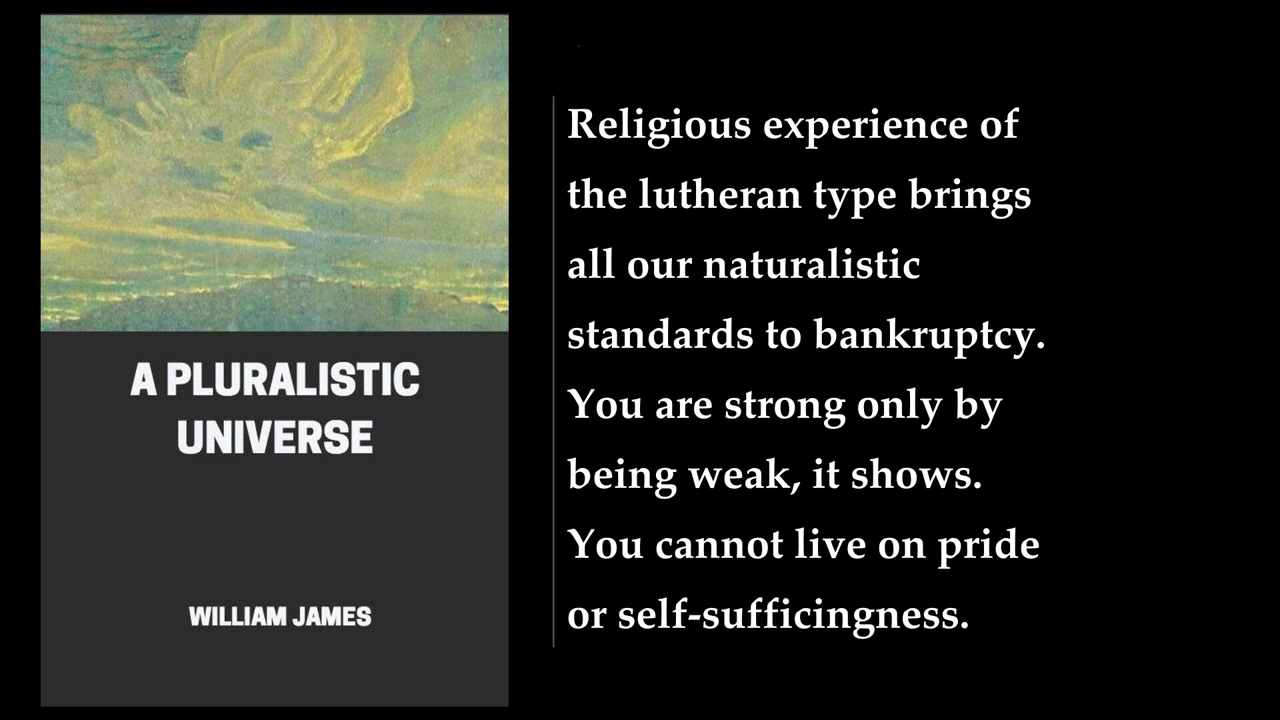 A PLURALISTIC
UNIVERSE
WILLIAM JAMES
Religious experience of
the lutheran type brings
all our naturalistic
standards to bankruptcy.
You are strong only by
being weak, it shows.
You cannot live on pride
or self-sufficingness.